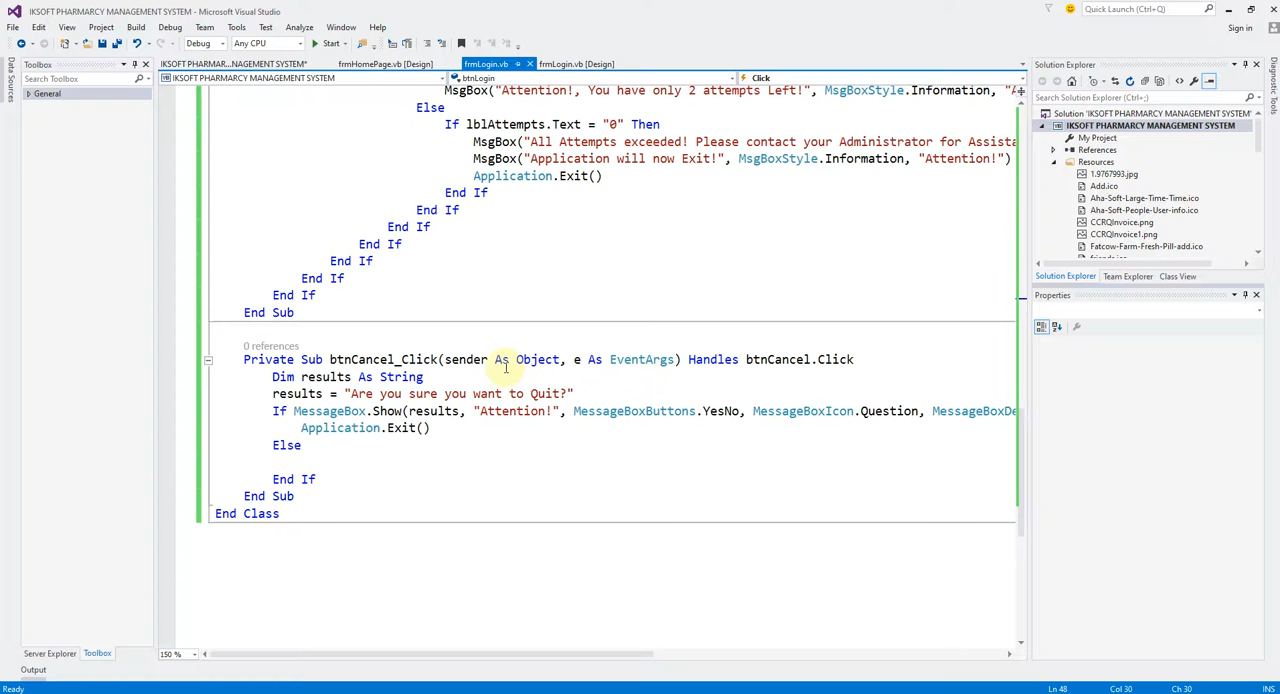 IKSOFT PHARMARCY MANAGEMENT SYSTEM - Microsoft Visual Studio
Quick Launch (Ctrl+Q)
File Edit View Project Build Debug Team Tools Test Analyze Window Help
Sign in
Debug Any CPU Start
Data Sources
Toolbox
Search Toolbox
General
IKSOFT PHARMAR...NAGEMENT SYSTEM* frmHomePage.vb [Design] frmLogin.vb frmLogin.vb [Design]
IKSOFT PHARMARCY MANAGEMENT SYSTEM btnLogin Click
MsgBox("Attention!, You have only 2 attempts Left!", MsgBoxStyle.Information, "A
Else
If lblAttempts.Text = "0" Then
MsgBox("All Attempts exceeded! Please contact your Administrator for Assista
MsgBox("Application will now Exit!", MsgBoxStyle.Information, "Attention!")
Application.Exit()
End If
End If
End If
End If
End If
End If
End If
End Sub
0 references
Private Sub btnCancel_Click(sender As Object, e As EventArgs) Handles btnCancel.Click
Dim results As String
results = "Are you sure you want to Quit?"
If MessageBox.Show(results, "Attention!", MessageBoxButtons.YesNo, MessageBoxIcon.Question, MessageBoxDe
Application.Exit()
Else
End If
End Sub
End Class
150 %
Solution Explorer
Search Solution Explorer (Ctrl+;)
Solution 'IKSOFT PHARMARCY MANAGEMENT SYSTEM'
IKSOFT PHARMARCY MANAGEMENT SYSTEM
My Project
References
Resources
1.9767993.jpg
Add.ico
Aha-Soft-Large-Time-Time.ico
Aha-Soft-People-User-info.ico
CCRQInvoice.png
CCRQInvoice1.png
Fatcow-Farm-Fresh-Pill-add.ico
Solution Explorer Team Explorer Class View
Properties
Diagnostic Tools
Server Explorer Toolbox
Output
Ready Ln 48 Col 30 Ch 30 INS